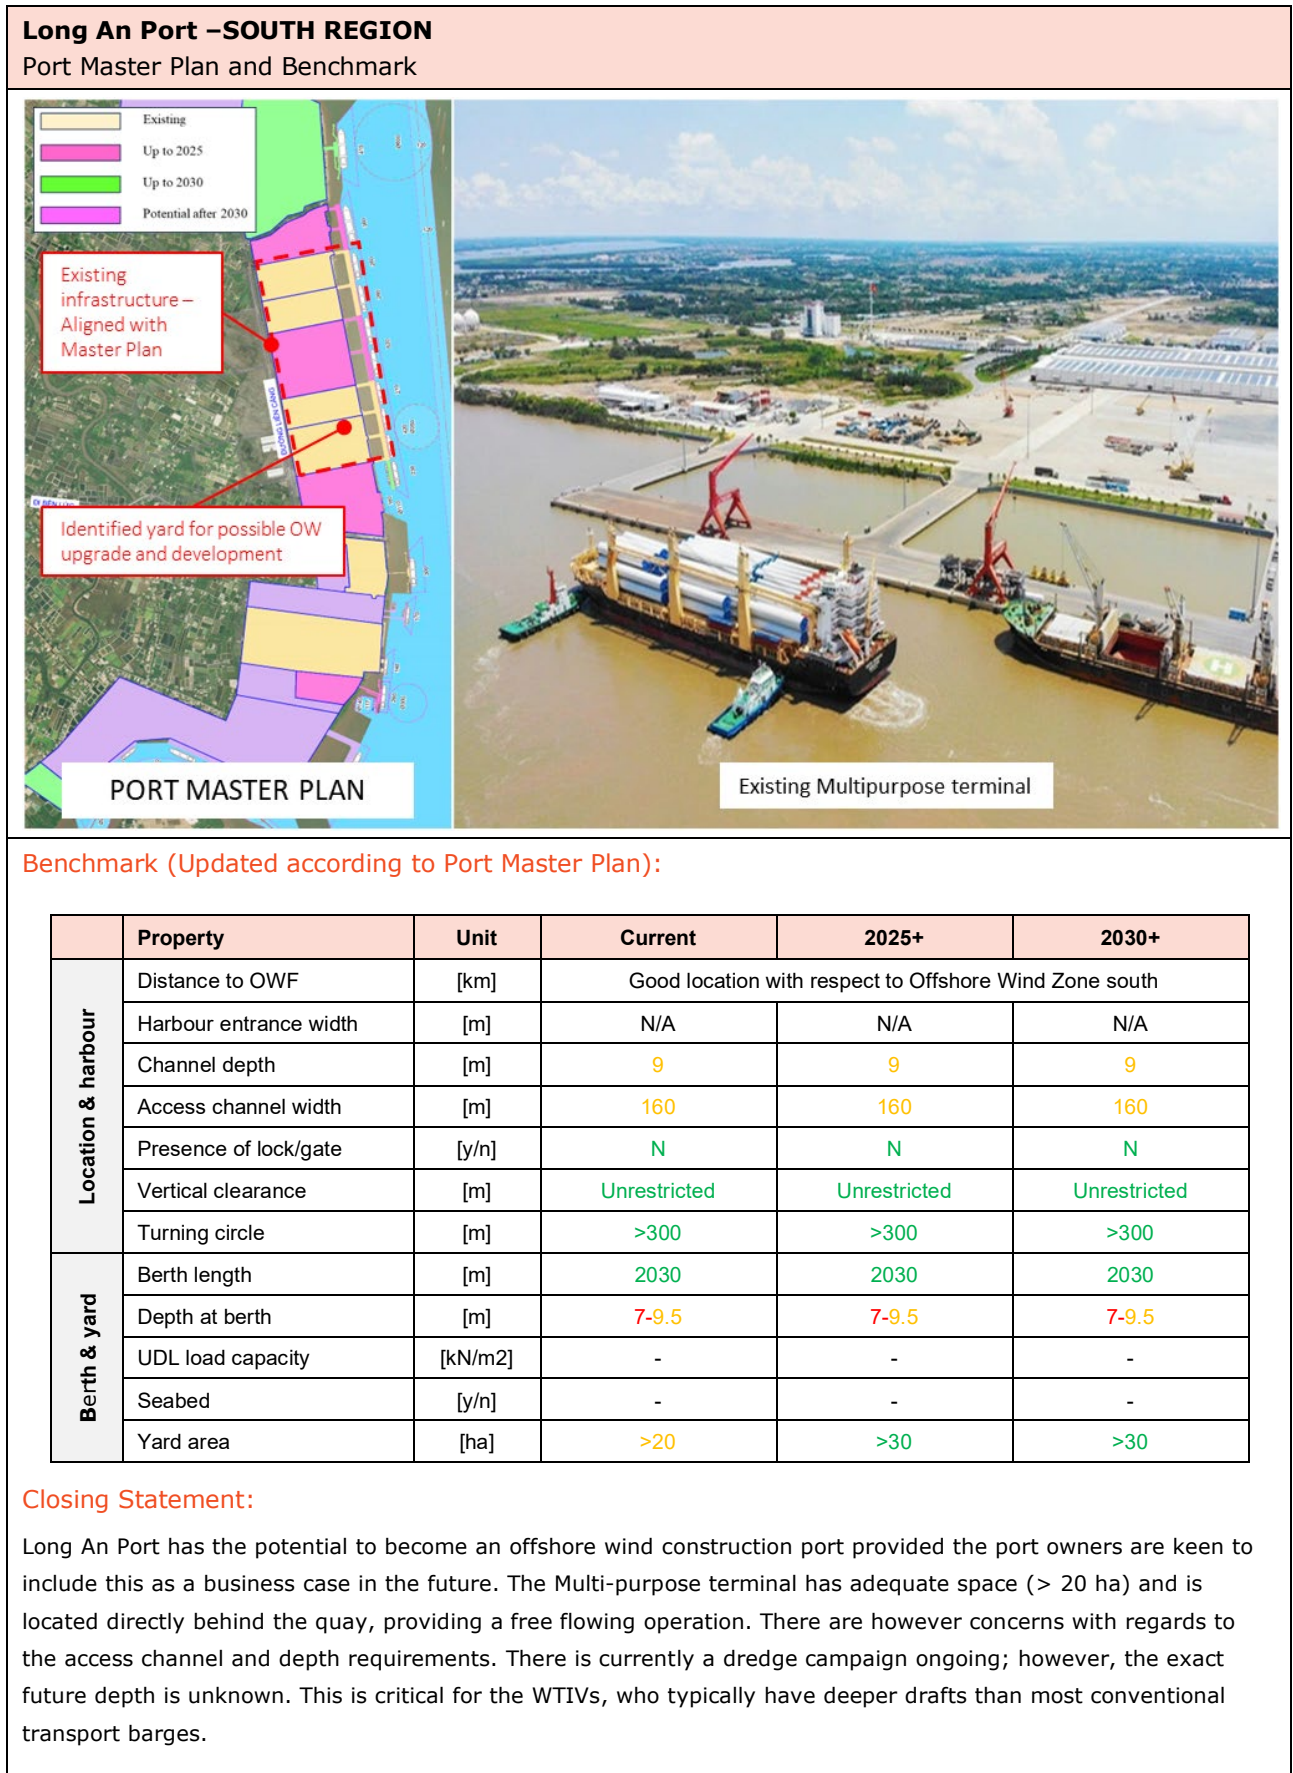 Long An Port –SOUTH REGION
Port Master Plan and Benchmark
Existing
Up to 2025
Up to 2030
Potential after 2030
Existing
infrastructure –
Aligned with
Master Plan
ĐƯỜNG LIÊN CẢNG
Identified yard for possible OW
upgrade and development
PORT MASTER PLAN
Existing Multipurpose terminal
Benchmark (Updated according to Port Master Plan):
Property Unit Current 2025+ 2030+
Location & harbour
Distance to OWF [km] Good location with respect to Offshore Wind Zone south
Harbour entrance width [m] N/A N/A N/A
Channel depth [m] 9 9 9
Access channel width [m] 160 160 160
Presence of lock/gate [y/n] N N N
Vertical clearance [m] Unrestricted Unrestricted Unrestricted
Turning circle [m] >300 >300 >300
Berth & yard
Berth length [m] 2030 2030 2030
Depth at berth [m] 7-9.5 7-9.5 7-9.5
UDL load capacity [kN/m2] - - -
Seabed [y/n] - - -
Yard area [ha] >20 >30 >30
Closing Statement:
Long An Port has the potential to become an offshore wind construction port provided the port owners are keen to
include this as a business case in the future. The Multi-purpose terminal has adequate space (> 20 ha) and is
located directly behind the quay, providing a free flowing operation. There are however concerns with regards to
the access channel and depth requirements. There is currently a dredge campaign ongoing; however, the exact
future depth is unknown. This is critical for the WTIVs, who typically have deeper drafts than most conventional
transport barges.